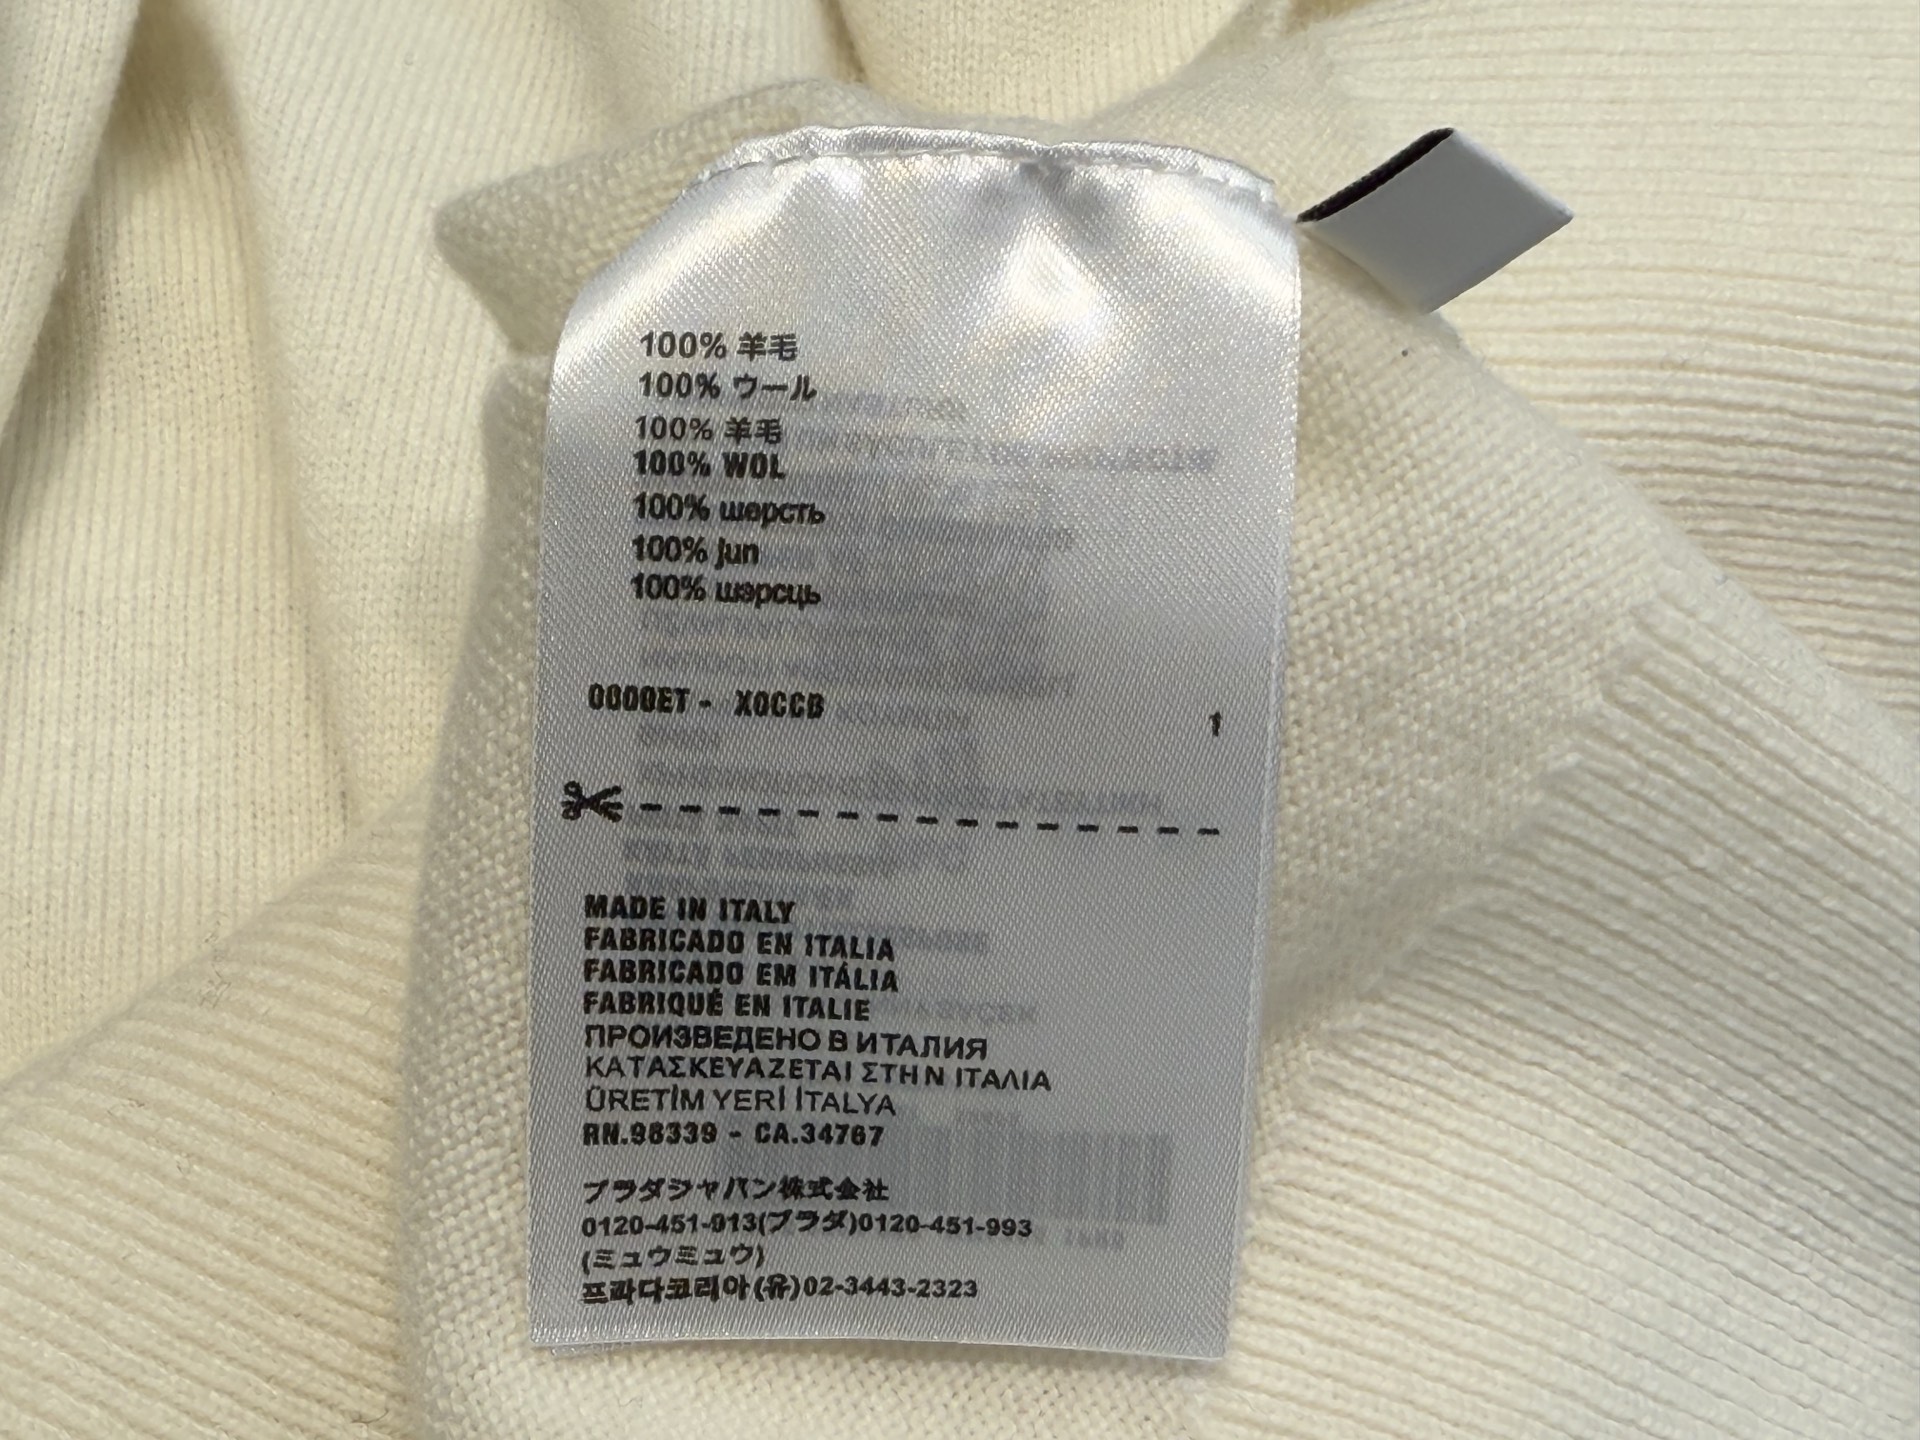 100% 羊毛
100% ウール
100% 羊毛
100% WOL
100% шерсть
100% jun
100% шэрсць
0000ET - X0CCB
1
MADE IN ITALY
FABRICADO EN ITALIA
FABRICADO EM ITÁLIA
FABRIQUÉ EN ITALIE
ПРОИЗВЕДЕНО В ИТАЛИЯ
ΚΑΤΑΣΚΕΥΑΖΕΤΑΙ ΣΤΗΝ ΙΤΑΛΙΑ
ÜRETİM YERİ İTALYA
RN.98339 - CA.34767
プラダジャパン株式会社
0120-451-913(プラダ)0120-451-993
(ミュウミュウ)
프라다코리아(유)02-3443-2323